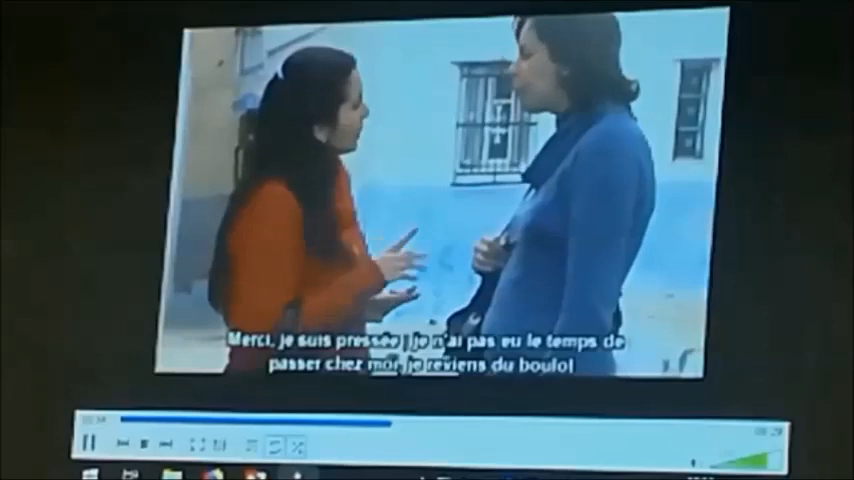 Merci, je suis pressée ; je n'ai pas eu le temps de
passer chez moi, je reviens du boulot